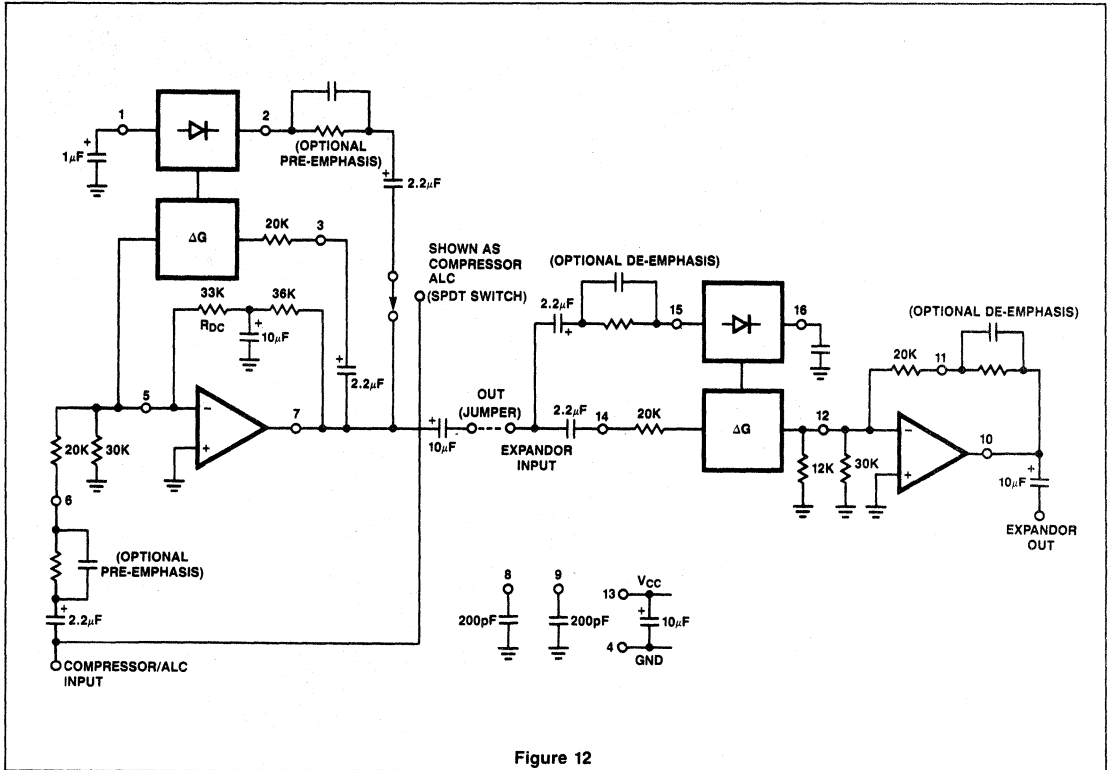 1
2
(OPTIONAL
PRE-EMPHASIS)
+
1μF
+
2.2μF
ΔG
20K
3
SHOWN AS
COMPRESSOR
ALC
(SPDT SWITCH)
33K
36K
RDC
+
10μF
+
2.2μF
5
−
+
7
20K
30K
6
(OPTIONAL
PRE-EMPHASIS)
+
2.2μF
COMPRESSOR/ALC
INPUT
+
10μF
OUT
(JUMPER)
EXPANDOR
INPUT
(OPTIONAL DE-EMPHASIS)
2.2μF
+
15
16
2.2μF
14
20K
ΔG
12
12K
30K
(OPTIONAL DE-EMPHASIS)
20K
11
−
+
10
+
10μF
EXPANDOR
OUT
8
200pF
9
200pF
13
VCC
+
10μF
4
GND
Figure 12